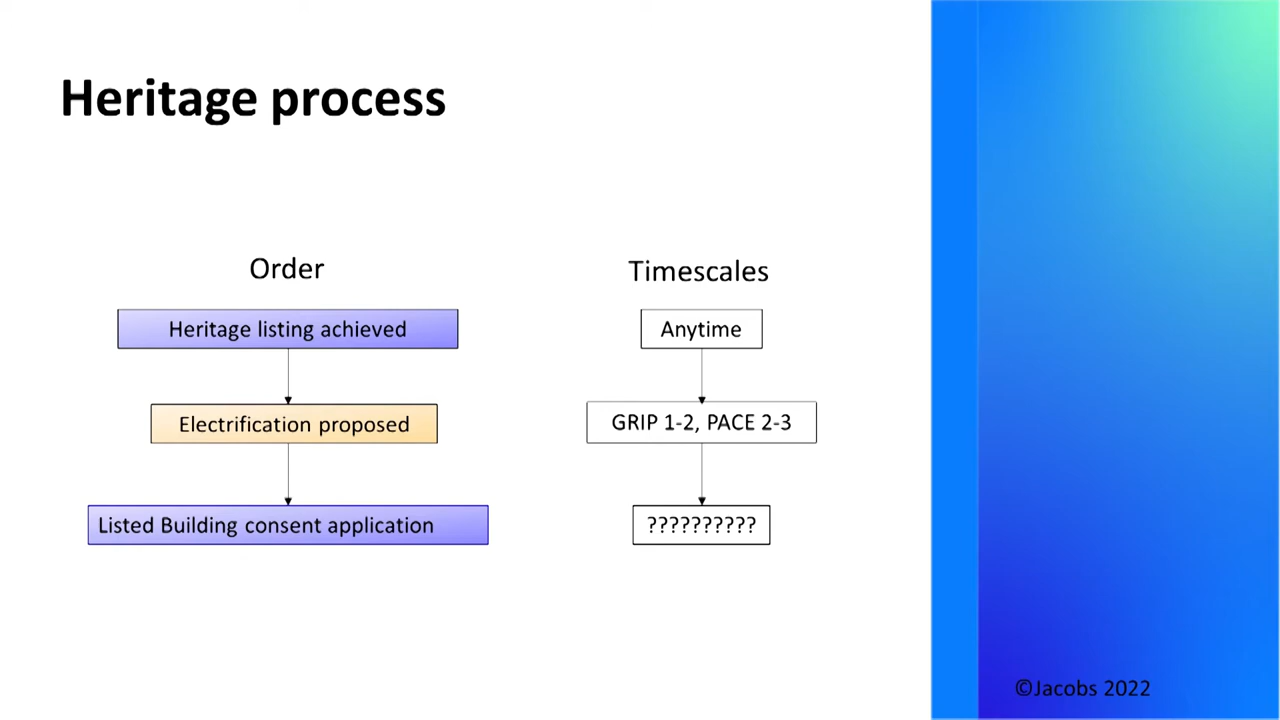 Heritage process
Order
Timescales
Heritage listing achieved
Anytime
Electrification proposed
GRIP 1-2, PACE 2-3
Listed Building consent application
??????????
©Jacobs 2022